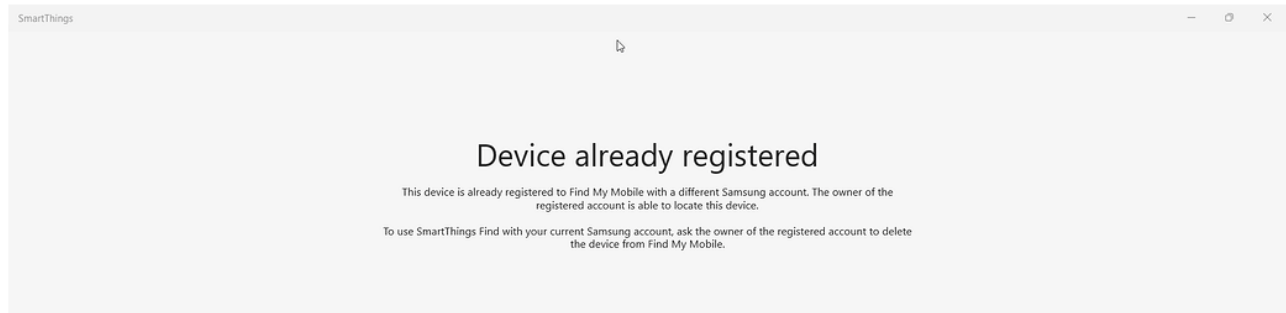 SmartThings
Device already registered
This device is already registered to Find My Mobile with a different Samsung account. The owner of the
registered account is able to locate this device.
To use SmartThings Find with your current Samsung account, ask the owner of the registered account to delete
the device from Find My Mobile.